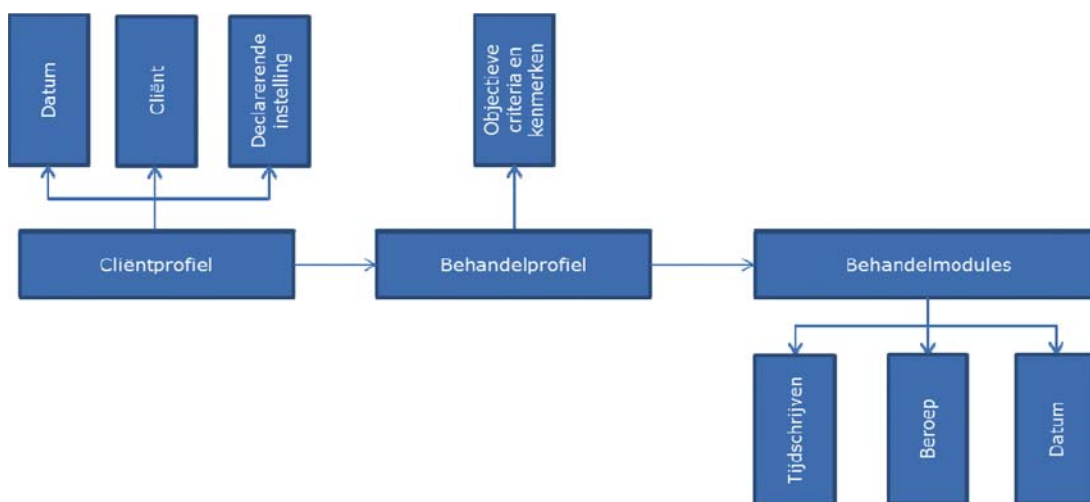 Datum
Cliënt
Declarerende
instelling
Objectieve
criteria en
kenmerken
Cliëntprofiel
Behandelprofiel
Behandelmodules
Tijdschrijven
Beroep
Datum